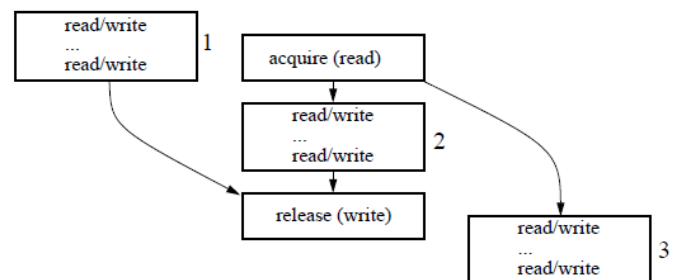 read/write
...
read/write
1
acquire (read)
read/write
...
read/write
2
release (write)
read/write
...
read/write
3